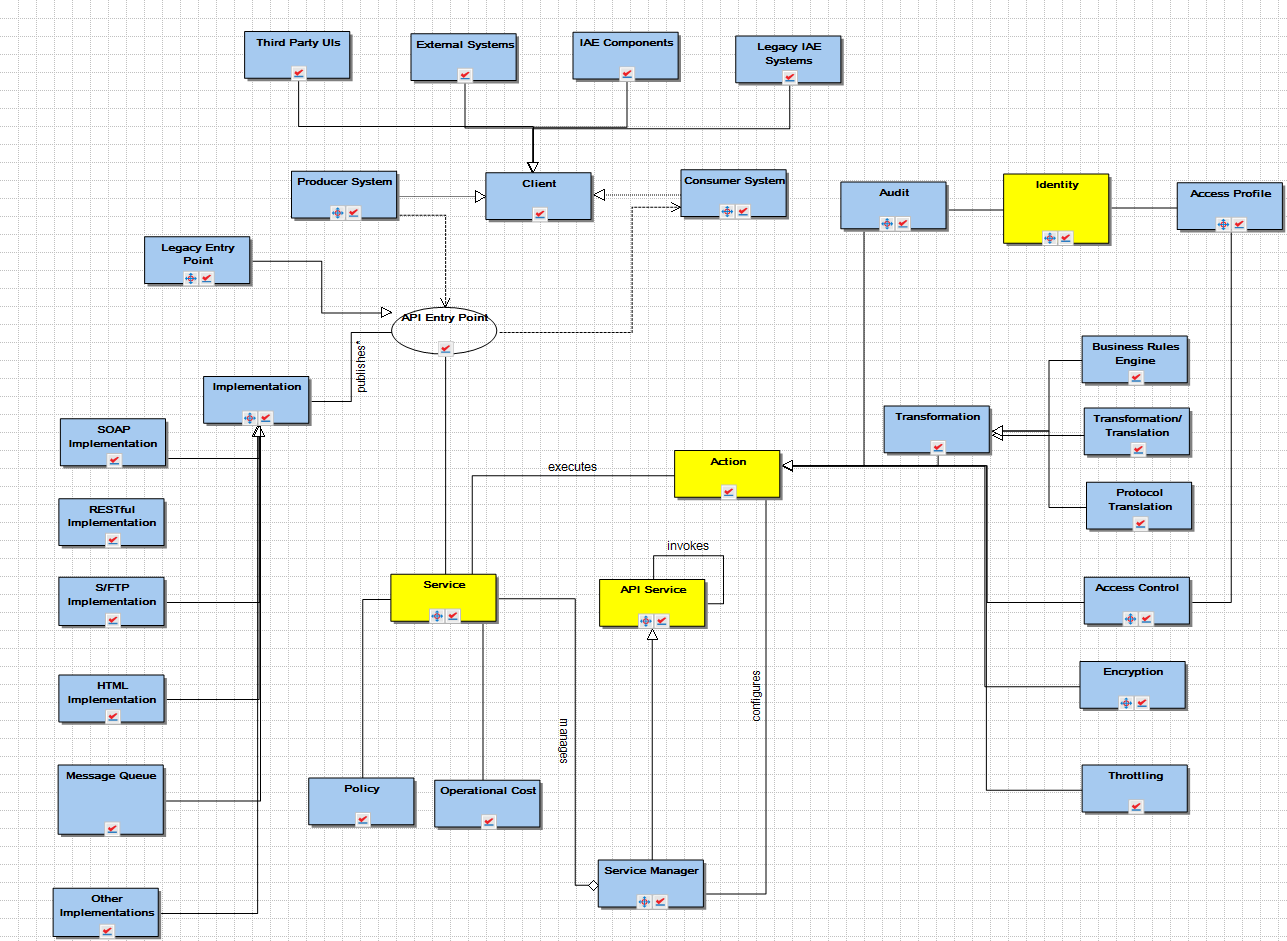 Third Party UIs
External Systems
IAE Components
Legacy IAE
Systems
Producer System
Client
Consumer System
Audit
Identity
Access Profile
Legacy Entry
Point
API Entry Point
publishes*
Implementation
Business Rules
Engine
SOAP
Implementation
Transformation
Transformation/
Translation
executes
Action
Protocol
Translation
RESTful
Implementation
invokes
S/FTP
Implementation
Service
API Service
Access Control
HTML
Implementation
manages
configures
Encryption
Message Queue
Policy
Operational Cost
Throttling
Service Manager
Other
Implementations